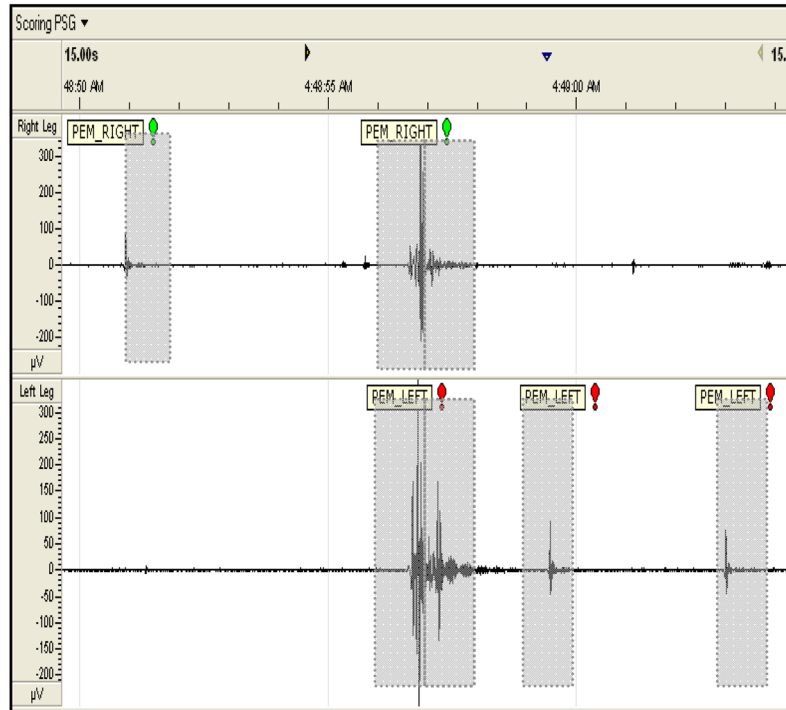 Scoring PSG
15.00s 15.
48:50 AM 4:48:55 AM 4:49:00 AM
Right Leg PEM_RIGHT PEM_RIGHT
300
200
100
0
-100
-200
µV
Left Leg PEM_LEFT PEM_LEFT PEM_LEFT
300
250
200
150
100
50
0
-50
-100
-150
-200
µV